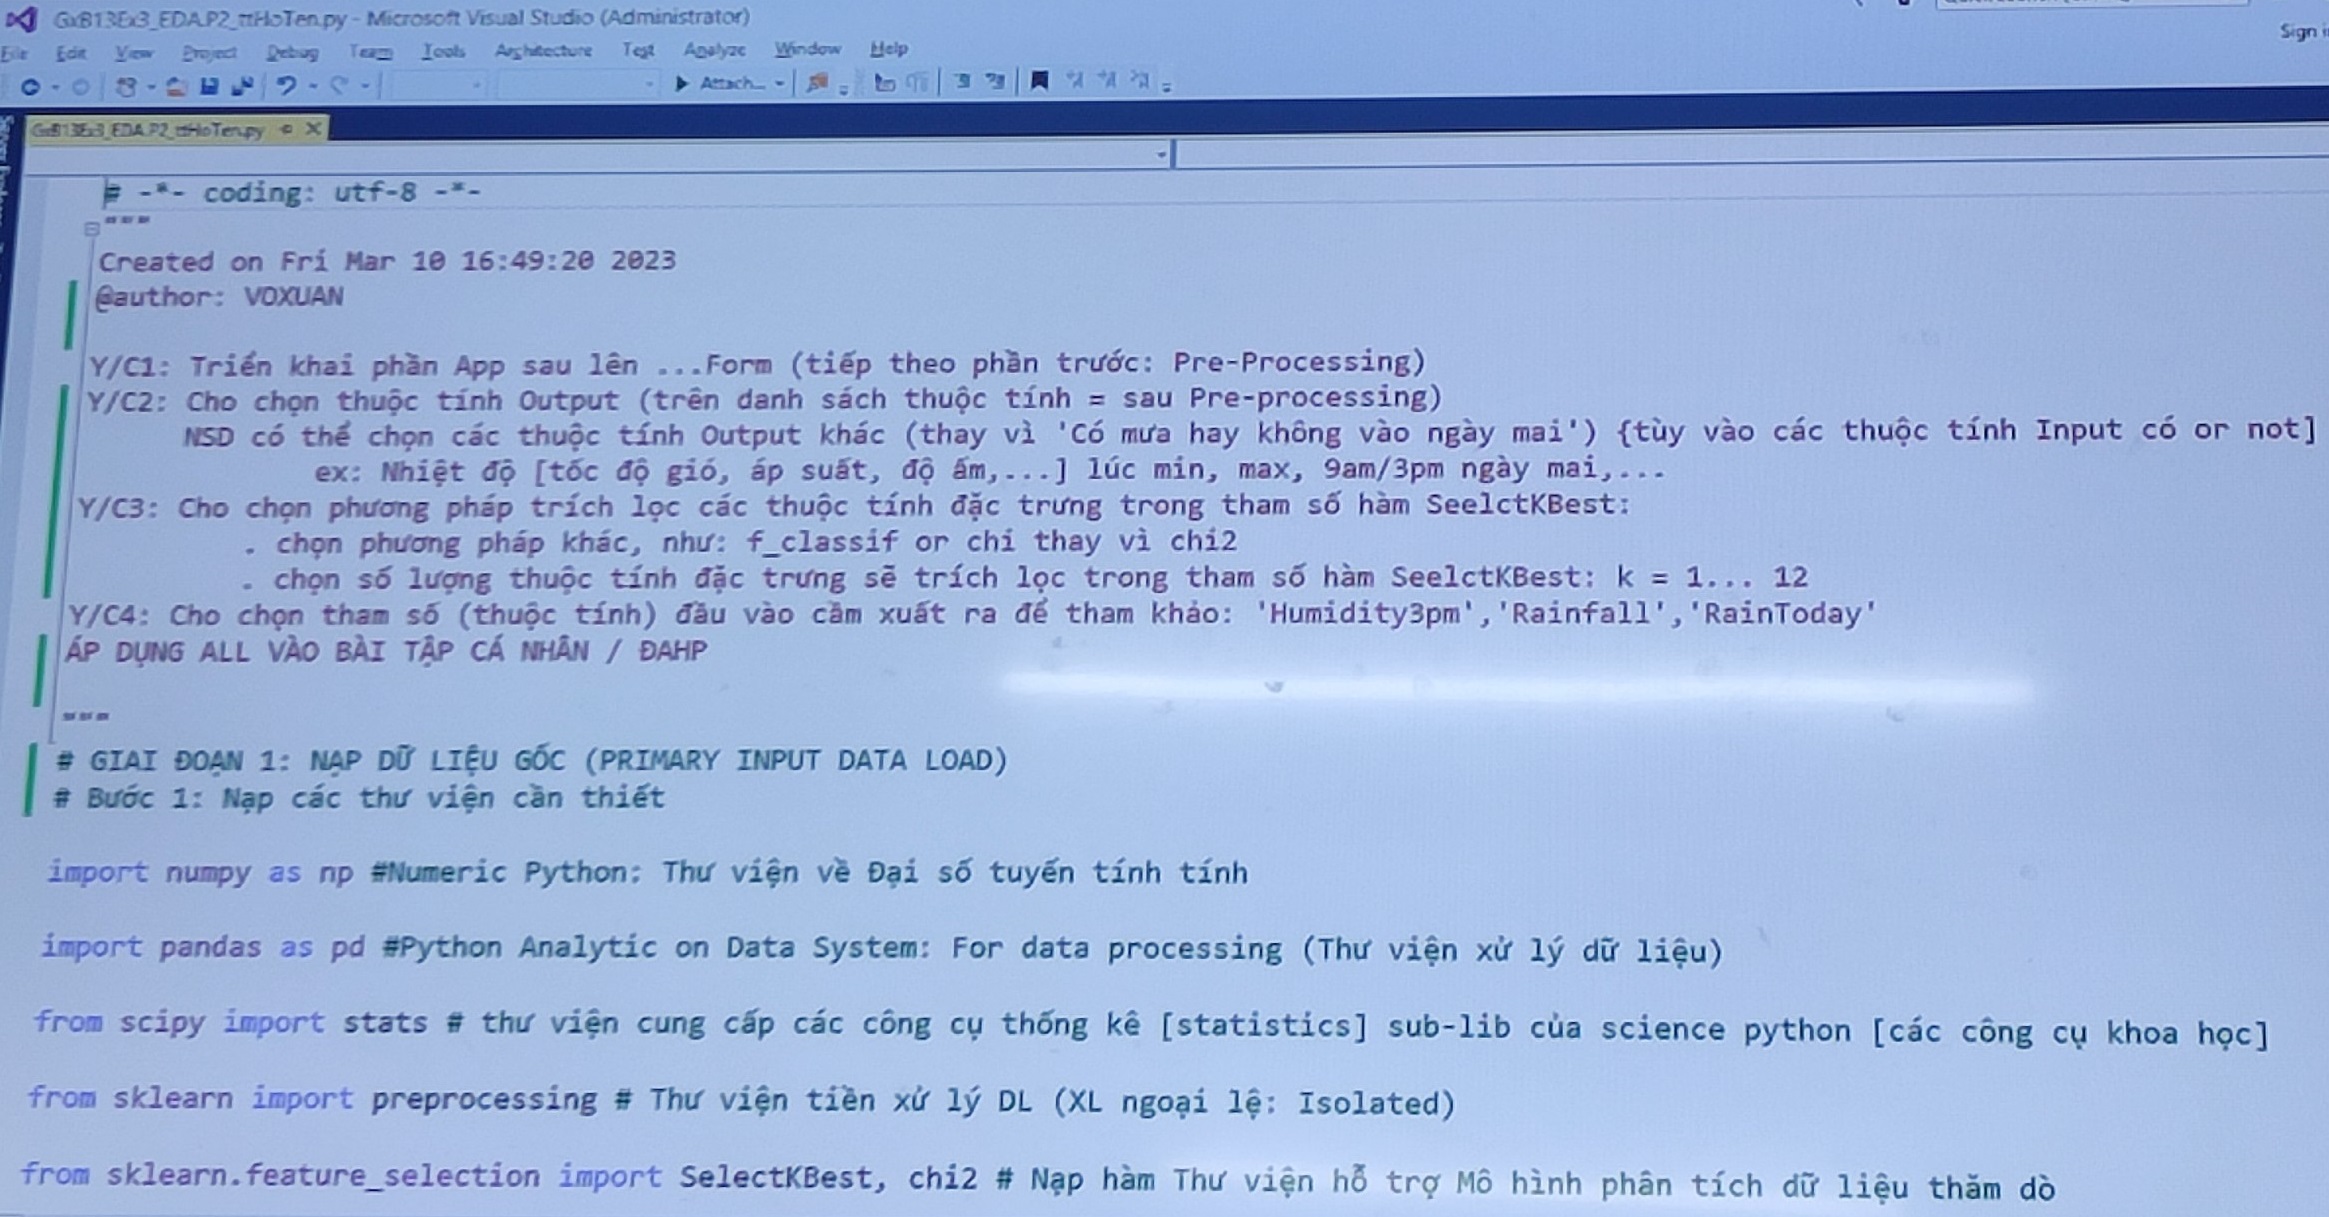 GxB13Ex3_EDA.P2_ttHoTen.py - Microsoft Visual Studio (Administrator)
Sign
File Edit View Project Debug Team Tools Architecture Test Analyze Window Help
Attach...
GxB13Ex3_EDA.P2_ttHoTen.py
# -*- coding: utf-8 -*-
"""
Created on Fri Mar 10 16:49:20 2023
@author: VOXUAN
Y/C1: Triển khai phần App sau lên ...Form (tiếp theo phần trước: Pre-Processing)
Y/C2: Cho chọn thuộc tính Output (trên danh sách thuộc tính = sau Pre-processing)
NSD có thể chọn các thuộc tính Output khác (thay vì 'Có mưa hay không vào ngày mai') {tùy vào các thuộc tính Input có or not]
ex: Nhiệt độ [tốc độ gió, áp suất, độ ẩm,...] lúc min, max, 9am/3pm ngày mai,...
Y/C3: Cho chọn phương pháp trích lọc các thuộc tính đặc trưng trong tham số hàm SeelctKBest:
. chọn phương pháp khác, như: f_classif or chi thay vì chi2
. chọn số lượng thuộc tính đặc trưng sẽ trích lọc trong tham số hàm SeelctKBest: k = 1... 12
Y/C4: Cho chọn tham số (thuộc tính) đầu vào cầm xuất ra để tham khảo: 'Humidity3pm','Rainfall','RainToday'
ÁP DỤNG ALL VÀO BÀI TẬP CÁ NHÂN / ĐAHP
"""
# GIAI ĐOẠN 1: NẠP DỮ LIỆU GỐC (PRIMARY INPUT DATA LOAD)
# Bước 1: Nạp các thư viện cần thiết
import numpy as np #Numeric Python: Thư viện về Đại số tuyến tính tính
import pandas as pd #Python Analytic on Data System: For data processing (Thư viện xử lý dữ liệu)
from scipy import stats # thư viện cung cấp các công cụ thống kê [statistics] sub-lib của science python [các công cụ khoa học]
from sklearn import preprocessing # Thư viện tiền xử lý DL (XL ngoại lệ: Isolated)
from sklearn.feature_selection import SelectKBest, chi2 # Nạp hàm Thư viện hỗ trợ Mô hình phân tích dữ liệu thăm dò